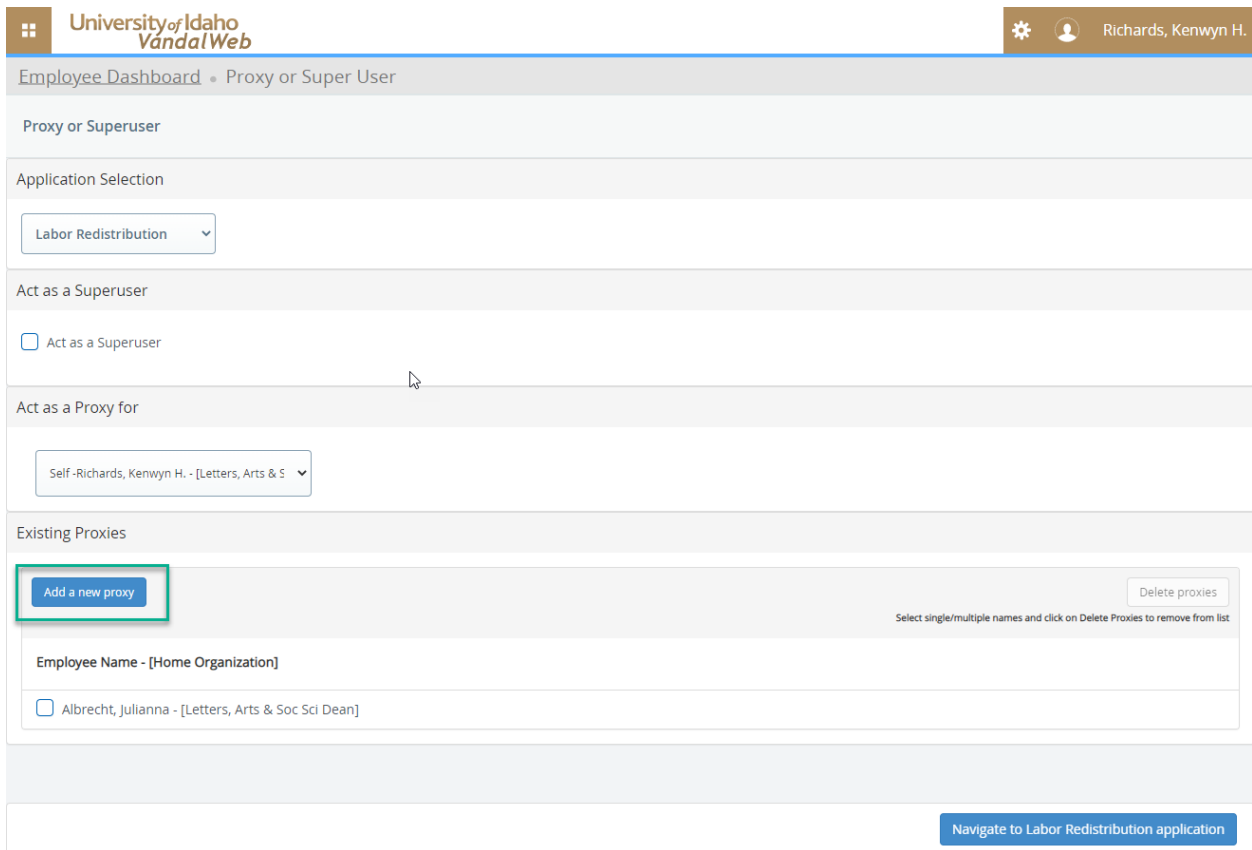 University of Idaho
VandalWeb
Richards, Kenwyn H.
Employee Dashboard • Proxy or Super User
Proxy or Superuser
Application Selection
Labor Redistribution
Act as a Superuser
Act as a Superuser
Act as a Proxy for
Self -Richards, Kenwyn H. - [Letters, Arts & S
Existing Proxies
Add a new proxy
Delete proxies
Select single/multiple names and click on Delete Proxies to remove from list
Employee Name - [Home Organization]
Albrecht, Julianna - [Letters, Arts & Soc Sci Dean]
Navigate to Labor Redistribution application